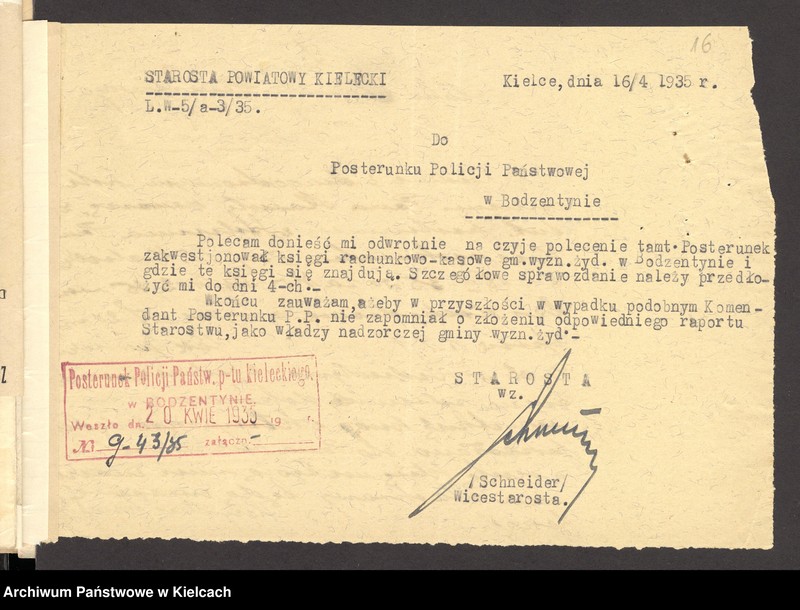 16
STAROSTA POWIATOWY KIELECKI
Kielce, dnia 16/4 1935 r.
L.W-5/a-3/35.
Do
Posterunku Policji Państwowej
w Bodzentynie
Polecam donieść mi odwrotnie na czyje polecenie tamt. Posterunek
zakwestjonował księgi rachunkowo-kasowe gm.wyzn.żyd. w Bodzentynie i
gdzie te księgi się znajdują. Szczegółowe sprawozdanie należy przedło-
żyć mi do dni 4-ch.-
Wkońcu zauważam, ażeby w przyszłości w wypadku podobnym Komen-
dant Posterunku P.P. nie zapomniał o złożeniu odpowiedniego raportu
Starostwu, jako władzy nadzorczej gminy wyzn.żyd.-
Posterunek Policji Państw. p-tu kieleckiego.
w BODZENTYNIE.
Weszło dn. 20 KWIE 1935 19 r.
№ 9-43/35 załączn. -
STAROSTA
wz.
/Schneider/
Wicestarosta.
Archiwum Państwowe w Kielcach